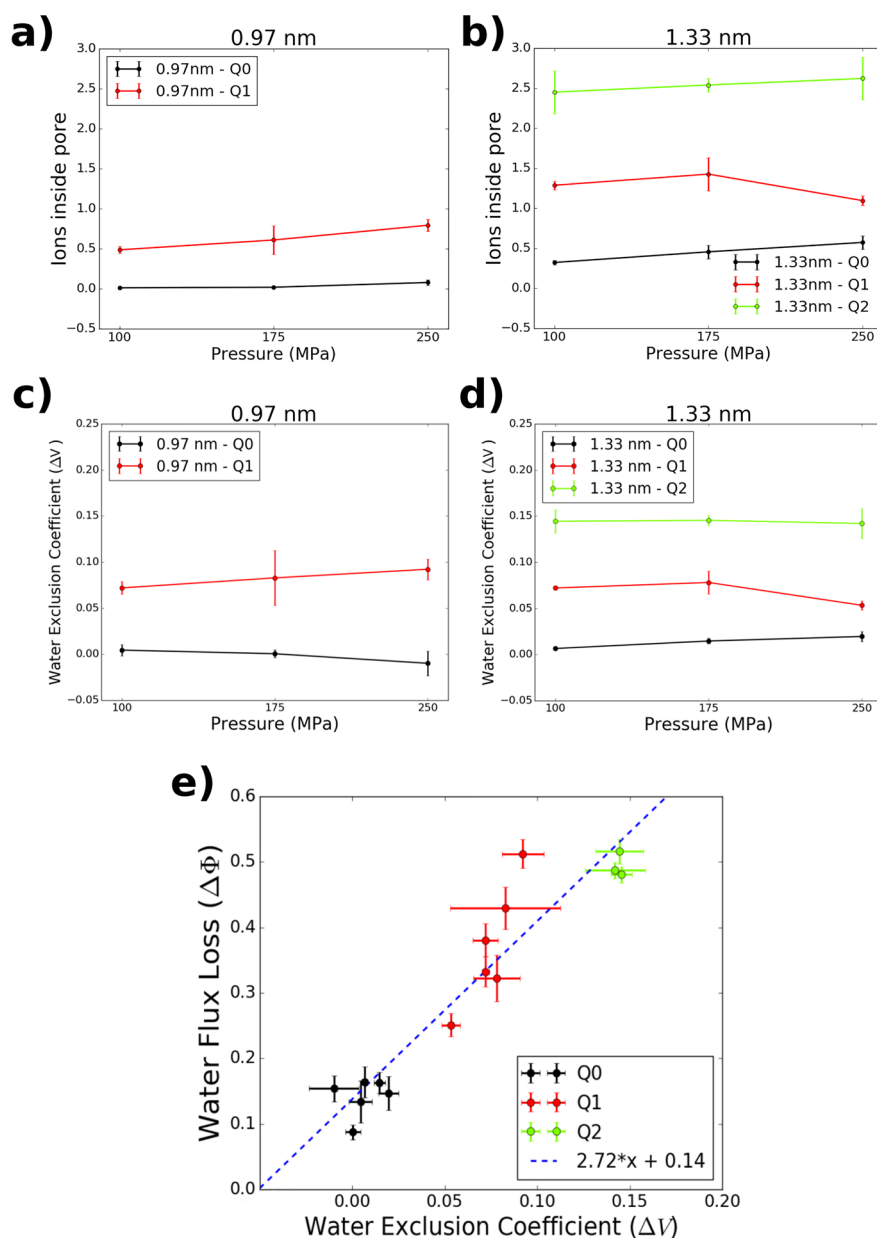 a)
0.97 nm
3.0
2.5
2.0
1.5
1.0
0.5
0.0
−0.5
Ions inside pore
0.97nm - Q0
0.97nm - Q1
100
175
250
Pressure (MPa)
b)
1.33 nm
3.0
2.5
2.0
1.5
1.0
0.5
0.0
−0.5
Ions inside pore
1.33nm - Q0
1.33nm - Q1
1.33nm - Q2
100
175
250
Pressure (MPa)
c)
0.97 nm
0.25
0.20
0.15
0.10
0.05
0.00
−0.05
Water Exclusion Coefficient (ΔV)
0.97 nm - Q0
0.97 nm - Q1
100
175
250
Pressure (MPa)
d)
1.33 nm
0.25
0.20
0.15
0.10
0.05
0.00
−0.05
Water Exclusion Coefficient (ΔV)
1.33 nm - Q0
1.33 nm - Q1
1.33 nm - Q2
100
175
250
Pressure (MPa)
e)
0.6
0.5
0.4
0.3
0.2
0.1
0.0
Water Flux Loss (ΔΦ)
Q0
Q1
Q2
2.72*x + 0.14
0.00
0.05
0.10
0.15
0.20
Water Exclusion Coefficient (ΔV)